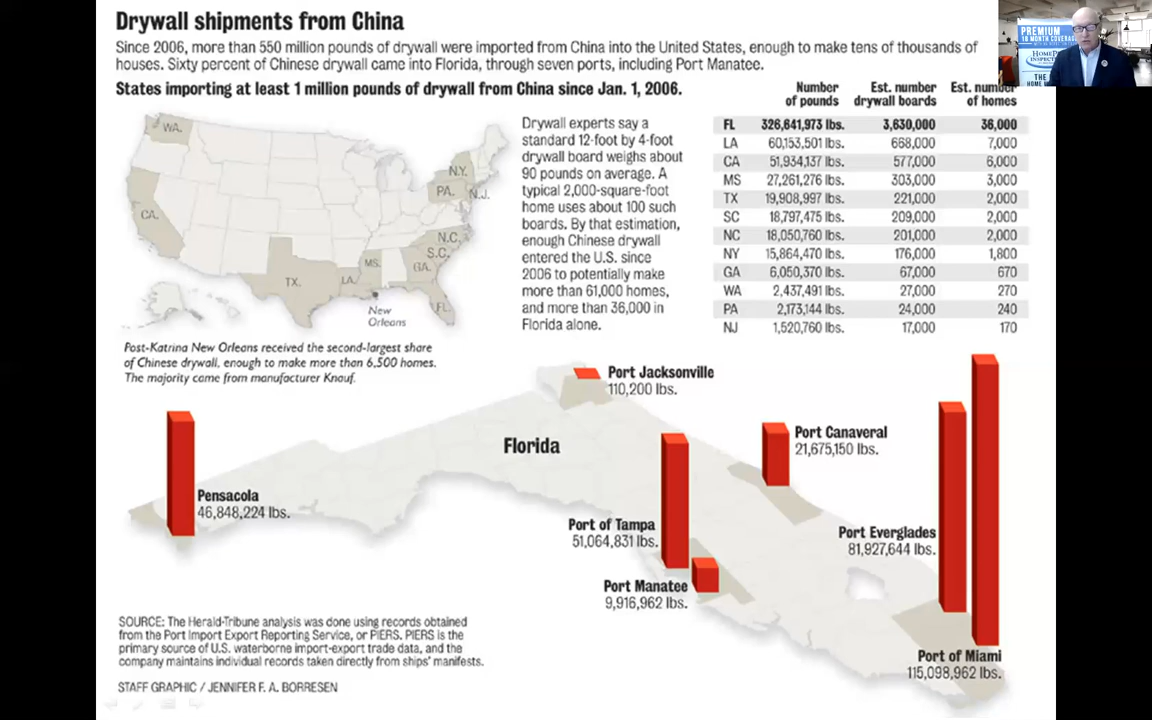 Drywall shipments from China
Since 2006, more than 550 million pounds of drywall were imported from China into the United States, enough to make tens of thousands of
houses. Sixty percent of Chinese drywall came into Florida, through seven ports, including Port Manatee.
States importing at least 1 million pounds of drywall from China since Jan. 1, 2006.
WA.
CA.
TX.
LA.
MS.
N.Y.
PA.
N.J.
N.C.
S.C.
GA.
FL.
New
Orleans
Post-Katrina New Orleans received the second-largest share
of Chinese drywall, enough to make more than 6,500 homes.
The majority came from manufacturer Knauf.
Drywall experts say a
standard 12-foot by 4-foot
drywall board weighs about
90 pounds on average. A
typical 2,000-square-foot
home uses about 100 such
boards. By that estimation,
enough Chinese drywall
entered the U.S. since
2006 to potentially make
more than 61,000 homes,
and more than 36,000 in
Florida alone.
Number Est. number Est. number
of pounds drywall boards of homes
FL 326,641,973 lbs. 3,630,000 36,000
LA 60,153,501 lbs. 668,000 7,000
CA 51,934,137 lbs. 577,000 6,000
MS 27,261,276 lbs. 303,000 3,000
TX 19,908,997 lbs. 221,000 2,000
SC 18,797,475 lbs. 209,000 2,000
NC 18,050,760 lbs. 201,000 2,000
NY 15,864,470 lbs. 176,000 1,800
GA 6,050,370 lbs. 67,000 670
WA 2,437,491 lbs. 27,000 270
PA 2,173,144 lbs. 24,000 240
NJ 1,520,760 lbs. 17,000 170
Florida
Pensacola
46,848,224 lbs.
Port Jacksonville
110,200 lbs.
Port Canaveral
21,675,150 lbs.
Port of Tampa
51,064,831 lbs.
Port Manatee
9,916,962 lbs.
Port Everglades
81,927,644 lbs.
Port of Miami
115,098,962 lbs.
SOURCE: The Herald-Tribune analysis was done using records obtained
from the Port Import Export Reporting Service, or PIERS. PIERS is the
primary source of U.S. waterborne import-export trade data, and the
company maintains individual records taken directly from ships' manifests.
STAFF GRAPHIC / JENNIFER F. A. BORRESEN
PREMIUM
THE